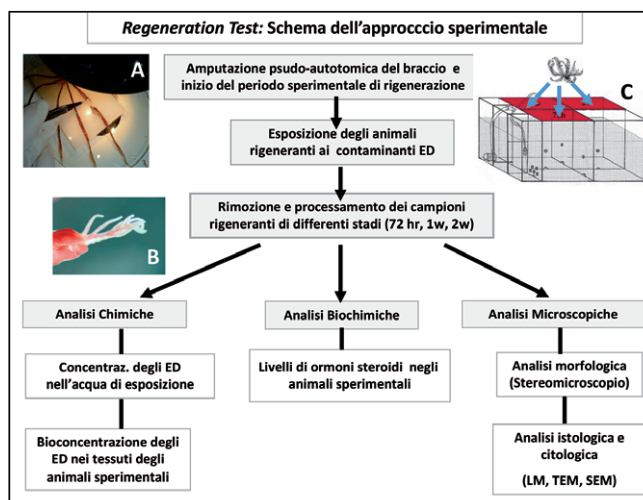 Regeneration Test: Schema dell'approcccio sperimentale
A
Amputazione psudo-autotomica del braccio e
inizio del periodo sperimentale di rigenerazione
C
Esposizione degli animali
rigeneranti ai contaminanti ED
Rimozione e processamento dei campioni
rigeneranti di differenti stadi (72 hr, 1w, 2w)
B
Analisi Chimiche
Analisi Biochimiche
Analisi Microscopiche
Concentraz. degli ED
nell'acqua di esposizione
Livelli di ormoni steroidi negli
animali sperimentali
Analisi morfologica
(Stereomicroscopio)
Bioconcentrazione degli
ED nei tessuti degli
animali sperimentali
Analisi istologica e
citologica
(LM, TEM, SEM)